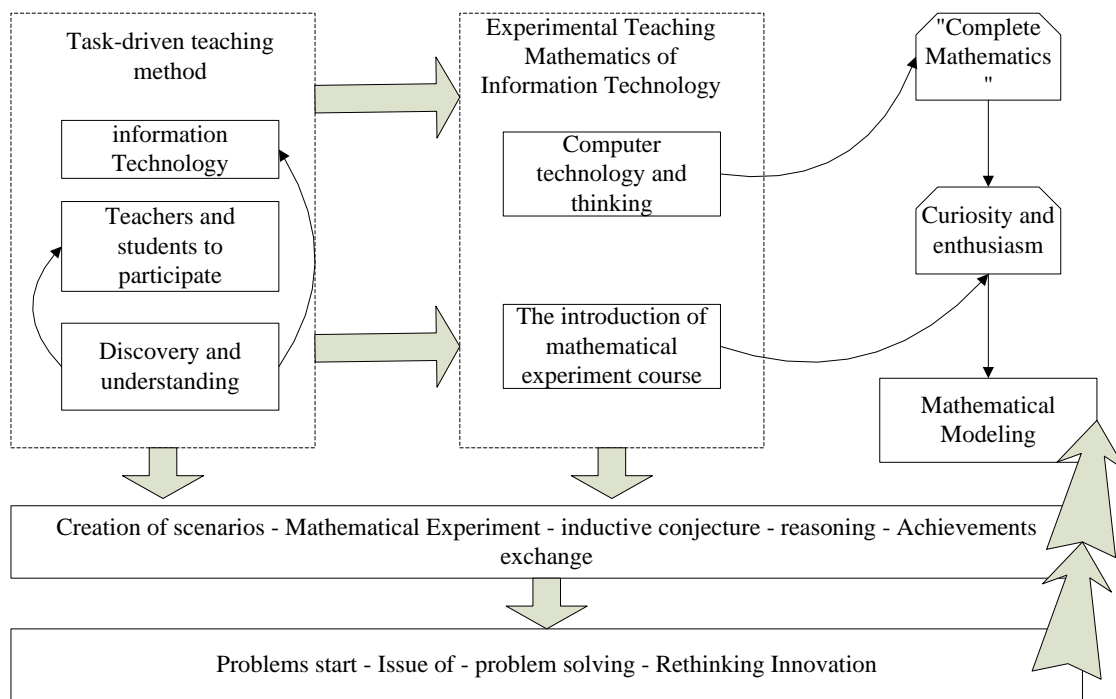 Task-driven teaching
method
information
Technology
Teachers and
students to
participate
Discovery and
understanding
Experimental Teaching
Mathematics of
Information Technology
Computer
technology and
thinking
The introduction of
mathematical
experiment course
"Complete
Mathematics
"
Curiosity and
enthusiasm
Mathematical
Modeling
Creation of scenarios - Mathematical Experiment - inductive conjecture - reasoning - Achievements
exchange
Problems start - Issue of - problem solving - Rethinking Innovation